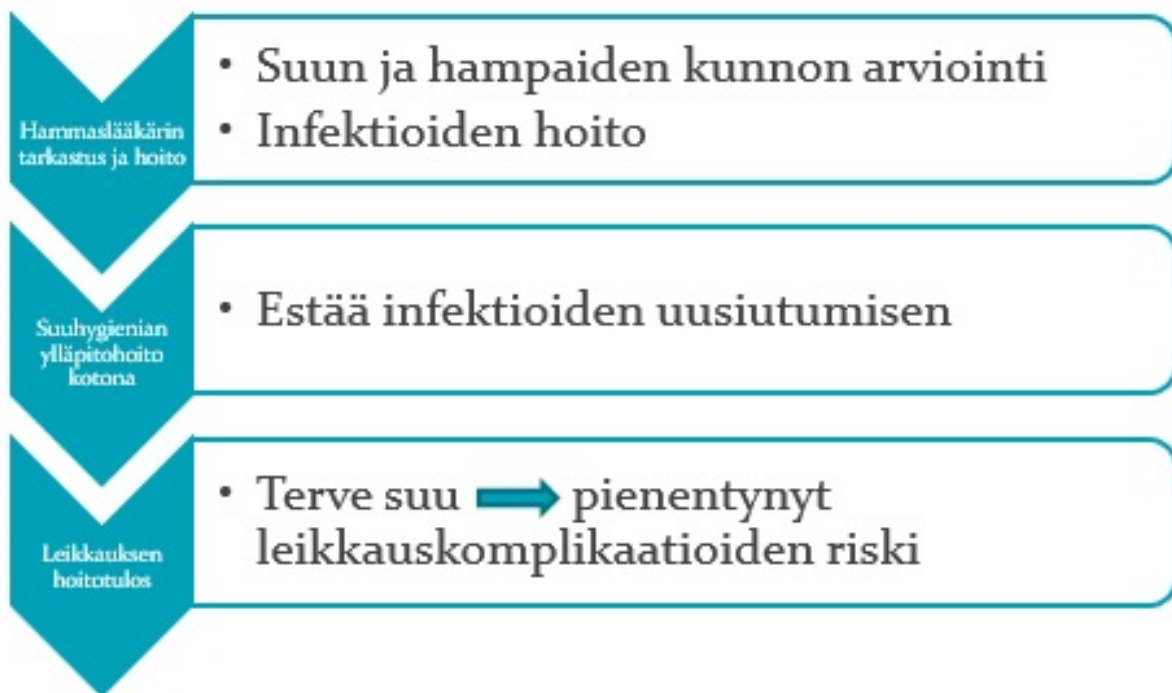 Hammaslääkärin
tarkastus ja hoito
• Suun ja hampaiden kunnon arviointi
• Infektioiden hoito
Suuhygienian
ylläpitohoito
kotona
• Estää infektioiden uusiutumisen
Leikkauksen
hoitotulos
• Terve suu → pienentynyt
leikkauskomplikaatioiden riski